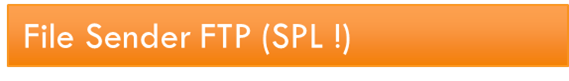 File Sender FTP (SPL !)